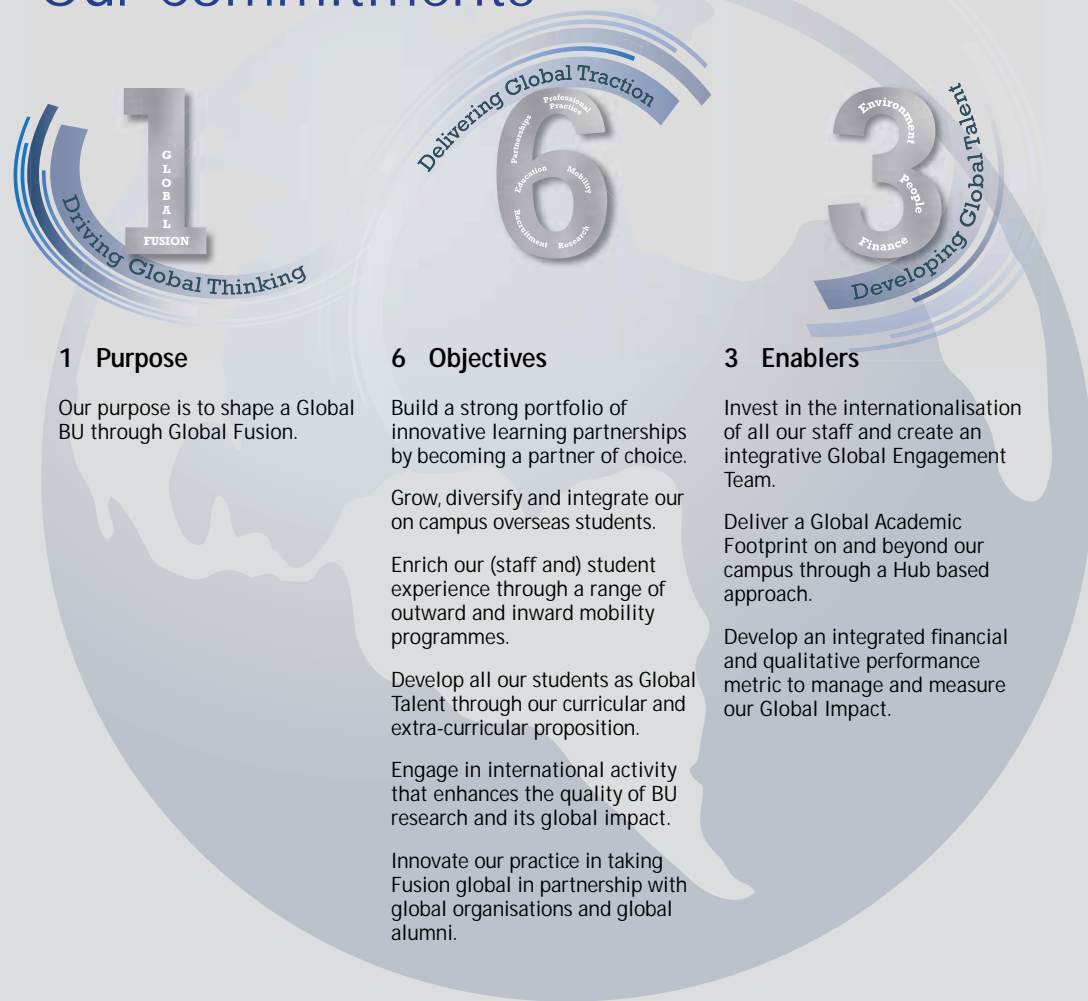 Our commitments
GLOBAL
FUSION
Driving Global Thinking
Delivering Global Traction
Partnerships
Professional
Practice
Education
Mobility
Recruitment
Research
Environment
People
Finance
Developing Global Talent
1 Purpose
Our purpose is to shape a Global
BU through Global Fusion.
6 Objectives
Build a strong portfolio of
innovative learning partnerships
by becoming a partner of choice.
Grow, diversify and integrate our
on campus overseas students.
Enrich our (staff and) student
experience through a range of
outward and inward mobility
programmes.
Develop all our students as Global
Talent through our curricular and
extra-curricular proposition.
Engage in international activity
that enhances the quality of BU
research and its global impact.
Innovate our practice in taking
Fusion global in partnership with
global organisations and global
alumni.
3 Enablers
Invest in the internationalisation
of all our staff and create an
integrative Global Engagement
Team.
Deliver a Global Academic
Footprint on and beyond our
campus through a Hub based
approach.
Develop an integrated financial
and qualitative performance
metric to manage and measure
our Global Impact.